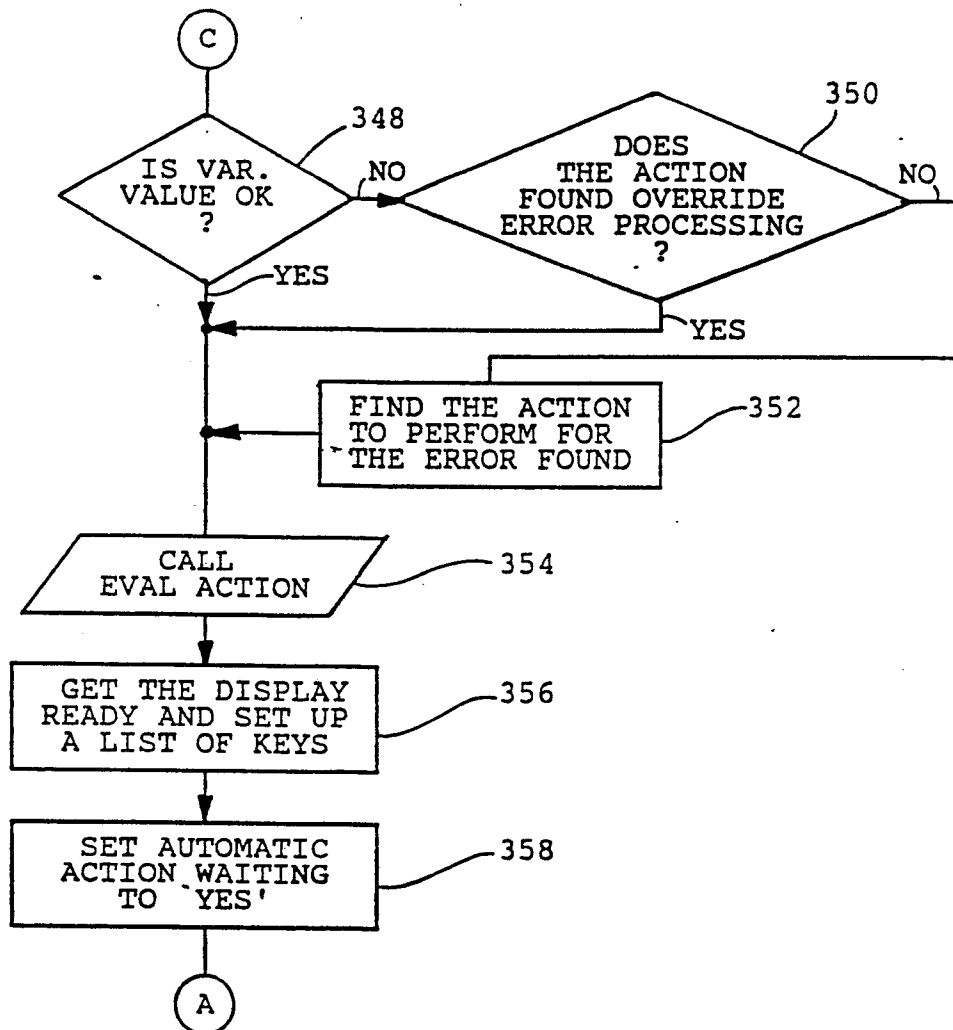 C
348
IS VAR.
VALUE OK
?
NO
YES
350
DOES
THE ACTION
FOUND OVERRIDE
ERROR PROCESSING
?
NO
YES
FIND THE ACTION
TO PERFORM FOR
THE ERROR FOUND
352
CALL
EVAL ACTION
354
GET THE DISPLAY
READY AND SET UP
A LIST OF KEYS
356
SET AUTOMATIC
ACTION WAITING
TO `YES'
358
A